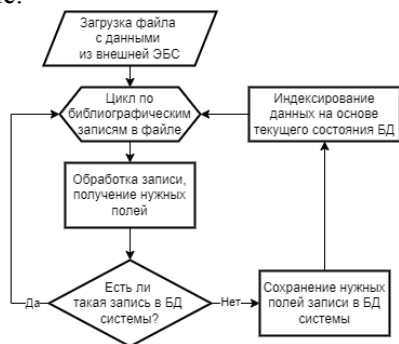 Загрузка файла
с данными
из внешней ЭБС
Цикл по
библиографическим
записям в файле
Индексирование
данных на основе
текущего состояния БД
Обработка записи,
получение нужных
полей
Есть ли
такая запись в БД
системы?
Да
Нет
Сохранение нужных
полей записи в БД
системы